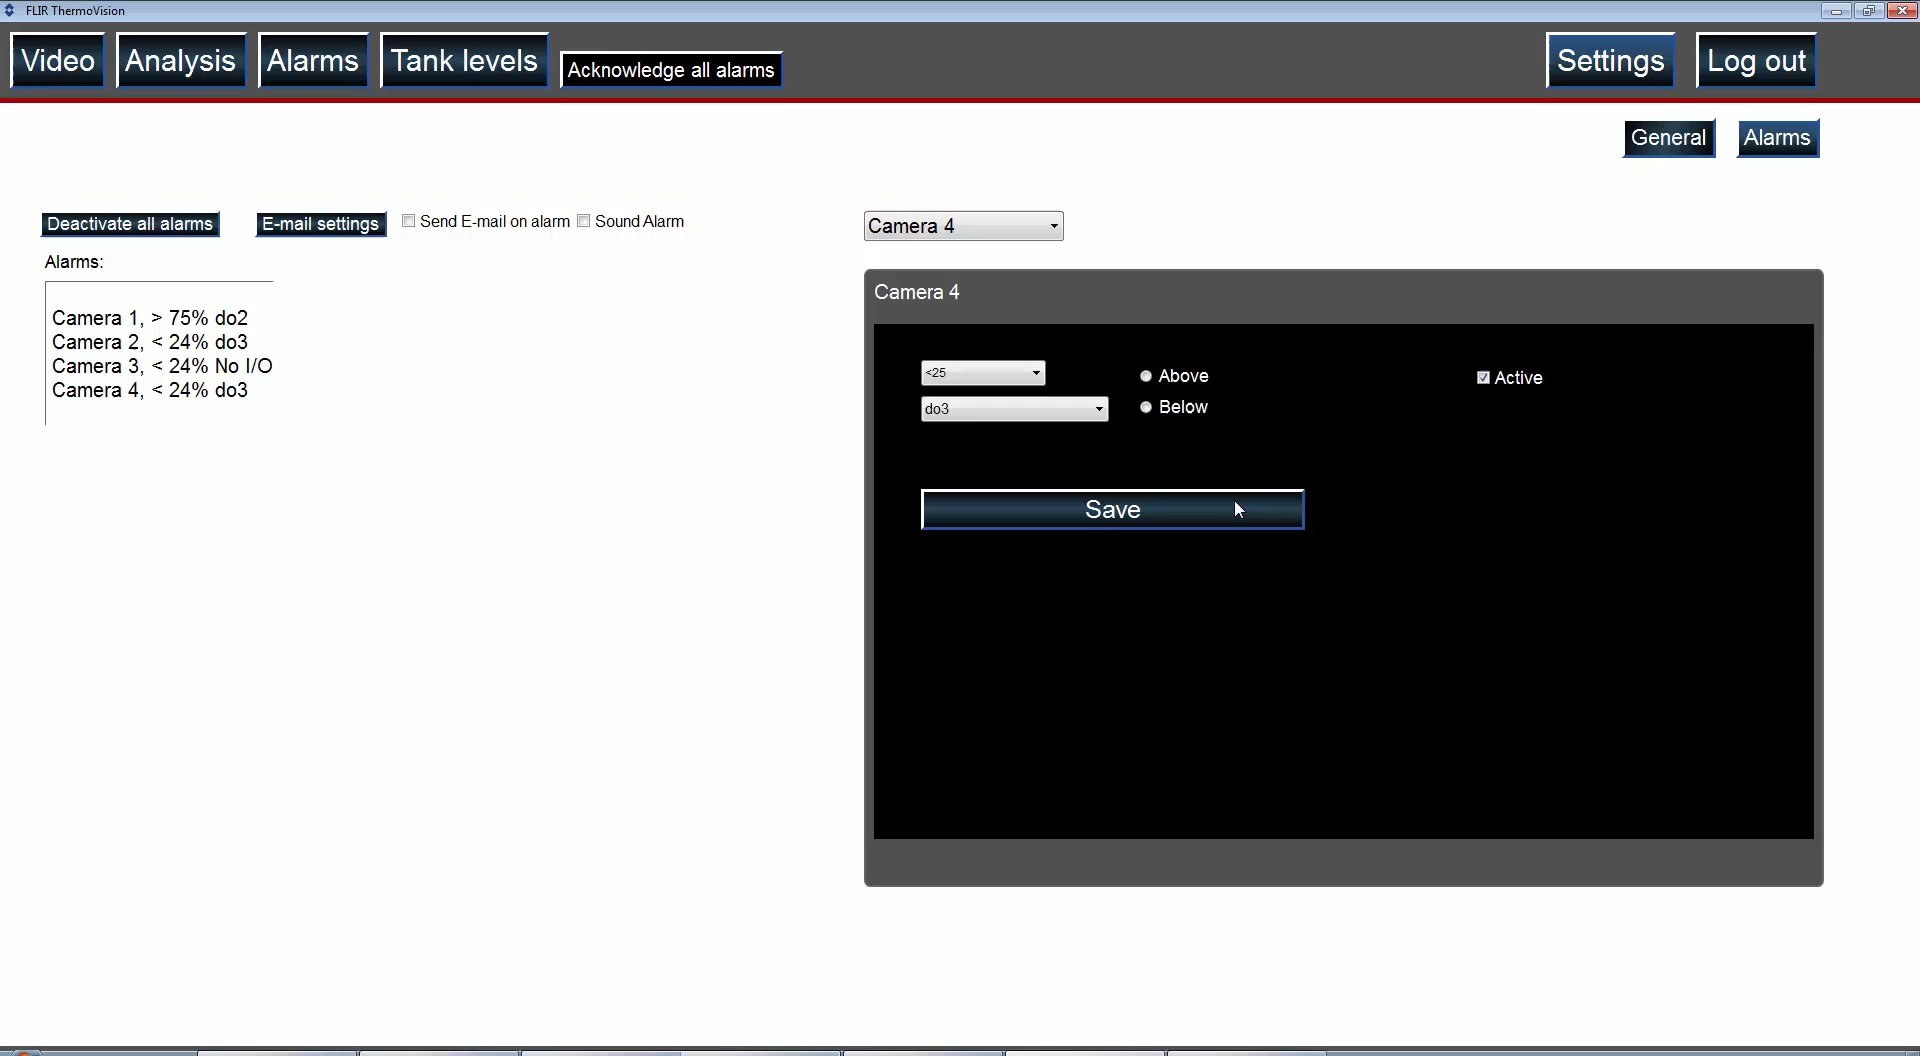 FLIR ThermoVision
Video Analysis Alarms Tank levels Acknowledge all alarms Settings Log out
General Alarms
Deactivate all alarms E-mail settings Send E-mail on alarm Sound Alarm Camera 4
Alarms:
Camera 1, > 75% do2
Camera 2, < 24% do3
Camera 3, < 24% No I/O
Camera 4, < 24% do3
Camera 4
<25 Above Active
do3 Below
Save